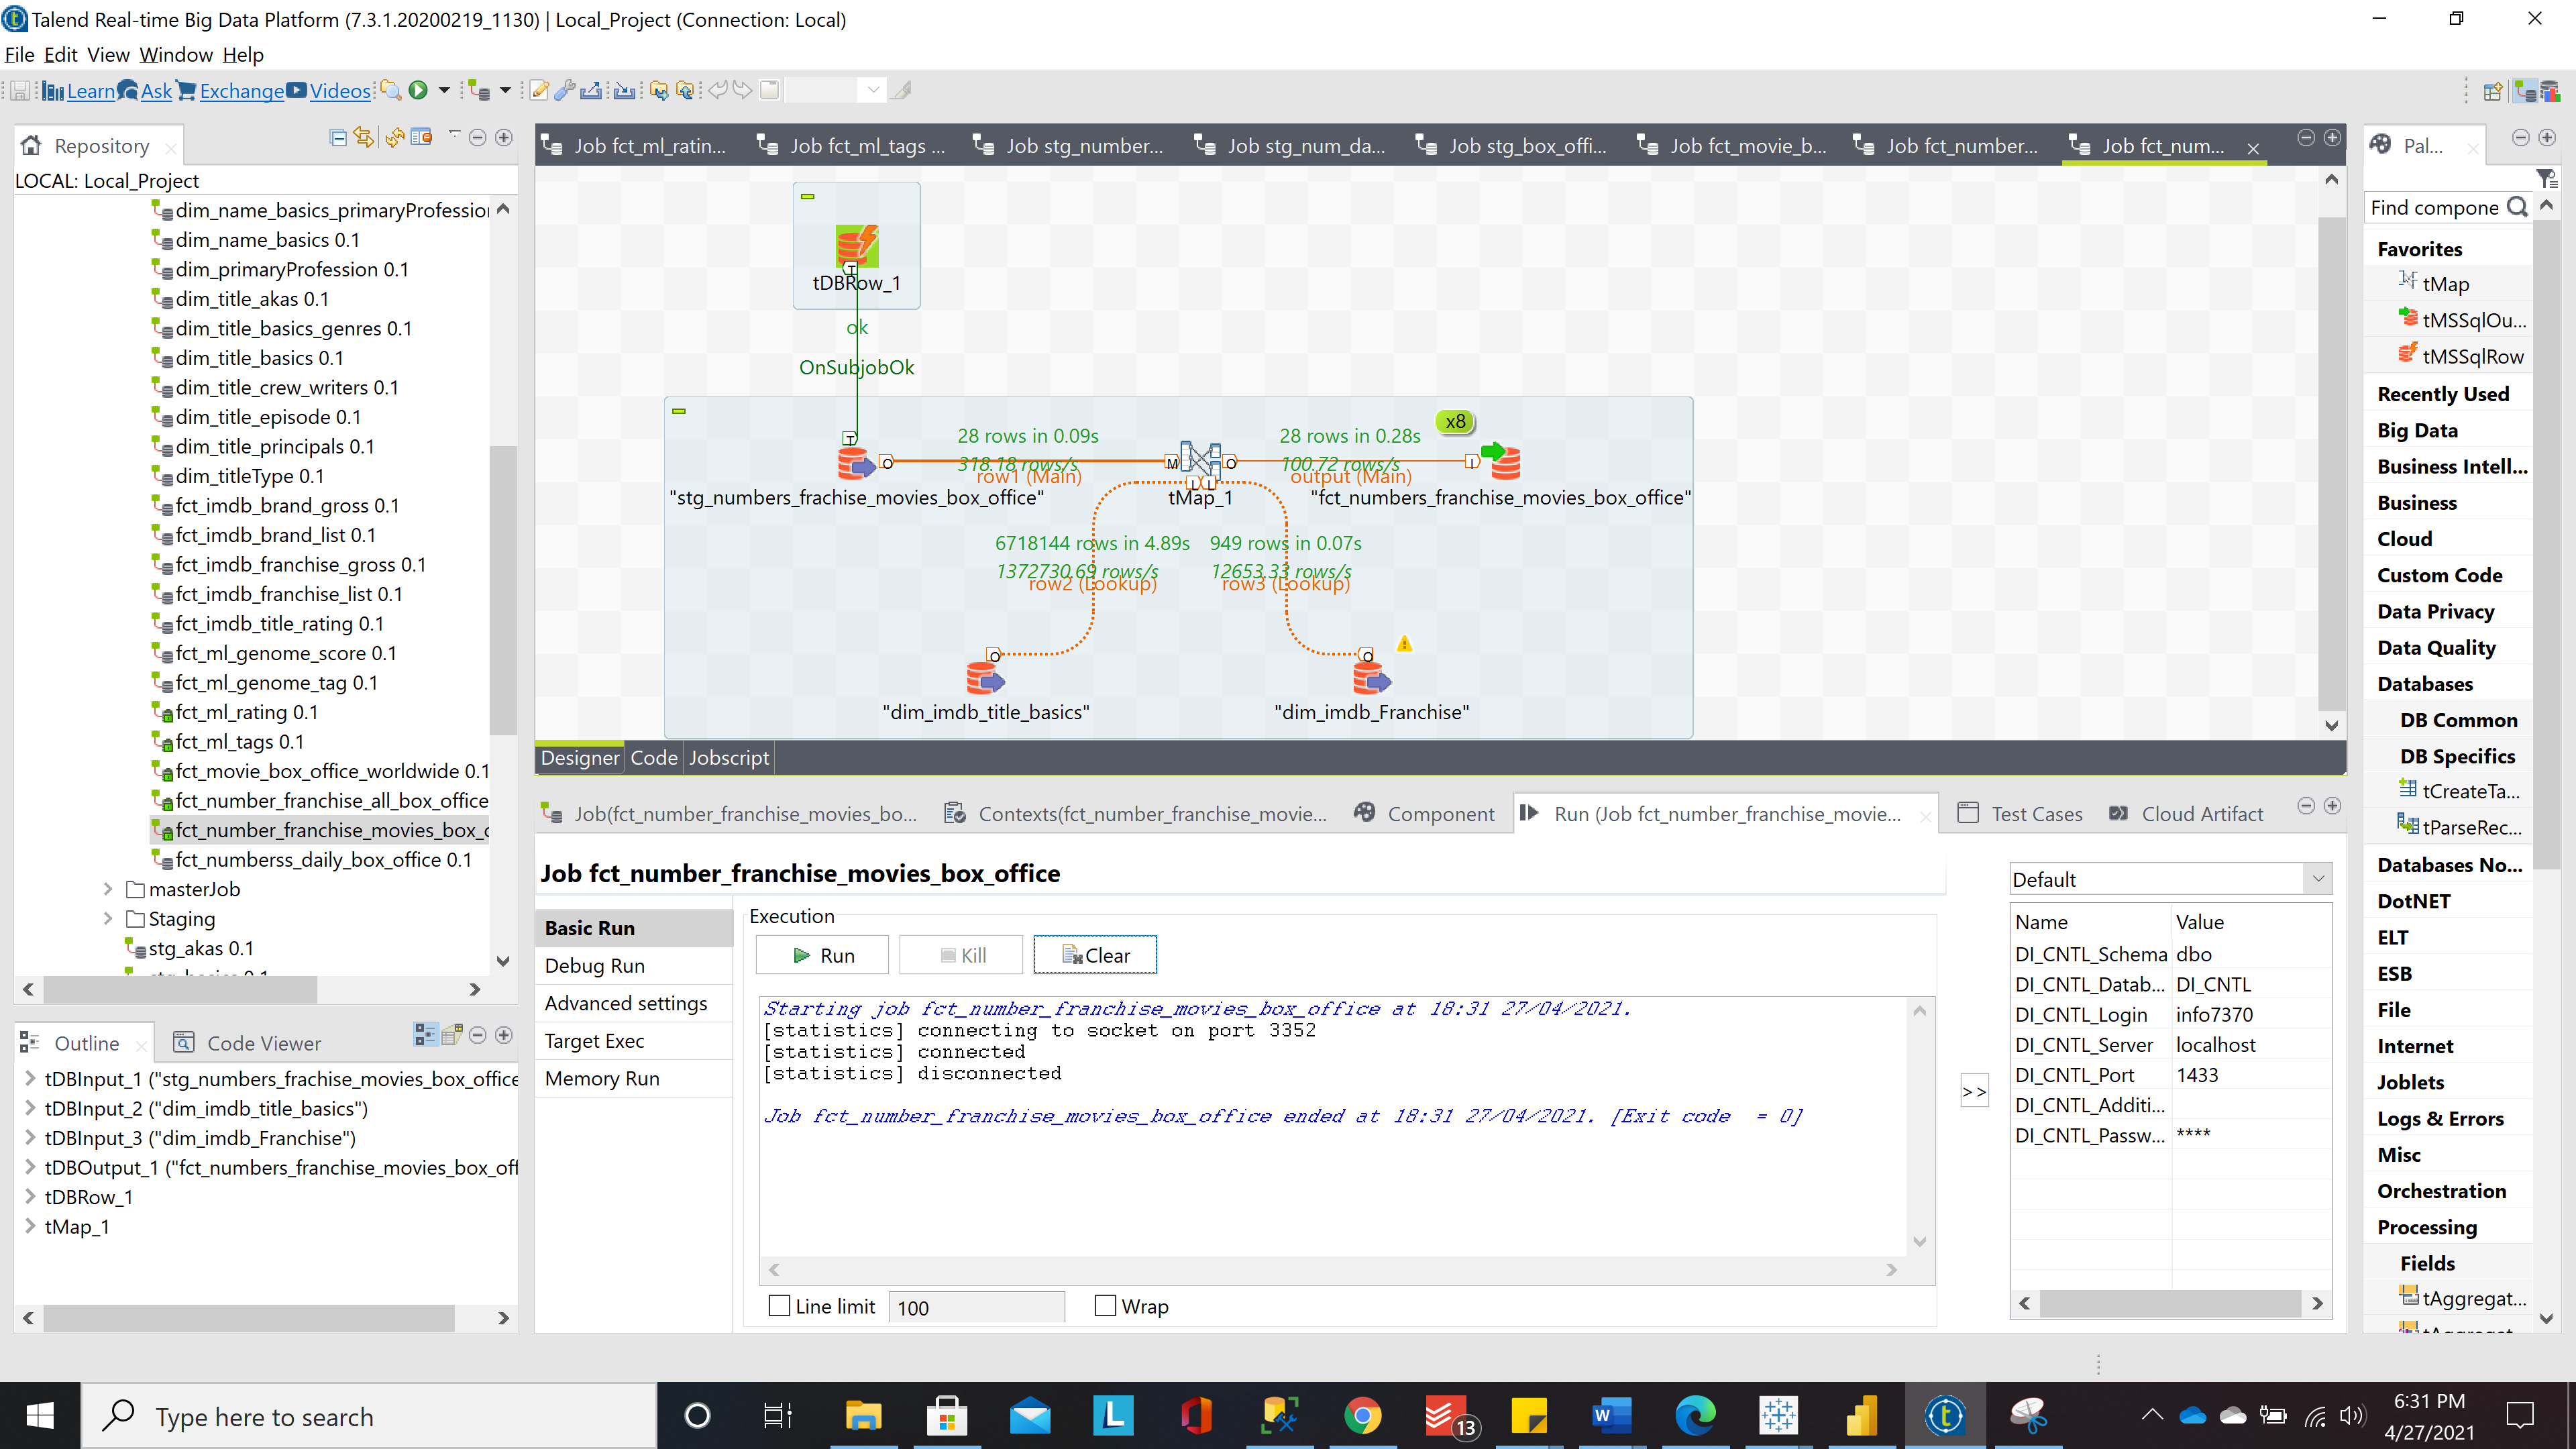 Talend Real-time Big Data Platform (7.3.1.20200219_1130) | Local_Project (Connection: Local)
File Edit View Window Help
Learn Ask Exchange Videos
Repository
LOCAL: Local_Project
dim_name_basics_primaryProfession
dim_name_basics 0.1
dim_primaryProfession 0.1
dim_title_akas 0.1
dim_title_basics_genres 0.1
dim_title_basics 0.1
dim_title_crew_writers 0.1
dim_title_episode 0.1
dim_title_principals 0.1
dim_titleType 0.1
fct_imdb_brand_gross 0.1
fct_imdb_brand_list 0.1
fct_imdb_franchise_gross 0.1
fct_imdb_franchise_list 0.1
fct_imdb_title_rating 0.1
fct_ml_genome_score 0.1
fct_ml_genome_tag 0.1
fct_ml_rating 0.1
fct_ml_tags 0.1
fct_movie_box_office_worldwide 0.1
fct_number_franchise_all_box_office
fct_number_franchise_movies_box_o
fct_numberss_daily_box_office 0.1
masterJob
Staging
stg_akas 0.1
stg_basics 0.1
Outline Code Viewer
tDBInput_1 ("stg_numbers_frachise_movies_box_office
tDBInput_2 ("dim_imdb_title_basics")
tDBInput_3 ("dim_imdb_Franchise")
tDBOutput_1 ("fct_numbers_franchise_movies_box_off
tDBRow_1
tMap_1
Job fct_ml_ratin... Job fct_ml_tags ... Job stg_number... Job stg_num_da... Job stg_box_offi... Job fct_movie_b... Job fct_number... Job fct_num...
tDBRow_1
ok
OnSubjobOk
x8
28 rows in 0.09s 28 rows in 0.28s
318.18 rows/s 100.72 rows/s
row1 (Main) output (Main)
"stg_numbers_frachise_movies_box_office" tMap_1 "fct_numbers_franchise_movies_box_office"
6718144 rows in 4.89s 949 rows in 0.07s
1372730.69 rows/s 12653.33 rows/s
row2 (Lookup) row3 (Lookup)
"dim_imdb_title_basics" "dim_imdb_Franchise"
Designer Code Jobscript
Job(fct_number_franchise_movies_bo... Contexts(fct_number_franchise_movie... Component Run (Job fct_number_franchise_movie... Test Cases Cloud Artifact
Job fct_number_franchise_movies_box_office
Basic Run
Debug Run
Advanced settings
Target Exec
Memory Run
Execution
Run Kill Clear
Starting job fct_number_franchise_movies_box_office at 18:31 27/04/2021.
[statistics] connecting to socket on port 3352
[statistics] connected
[statistics] disconnected
Job fct_number_franchise_movies_box_office ended at 18:31 27/04/2021. [Exit code  = 0]
Line limit 100 Wrap
>>
Default
Name Value
DI_CNTL_Schema dbo
DI_CNTL_Datab... DI_CNTL
DI_CNTL_Login info7370
DI_CNTL_Server localhost
DI_CNTL_Port 1433
DI_CNTL_Additi...
DI_CNTL_Passw... ****
Pal...
Find compone
Favorites
tMap
tMSSqlOu...
tMSSqlRow
Recently Used
Big Data
Business Intell...
Business
Cloud
Custom Code
Data Privacy
Data Quality
Databases
DB Common
DB Specifics
tCreateTa...
tParseRec...
Databases No...
DotNET
ELT
ESB
File
Internet
Joblets
Logs & Errors
Misc
Orchestration
Processing
Fields
tAggregat...
tAggregat
Type here to search
13
6:31 PM
4/27/2021